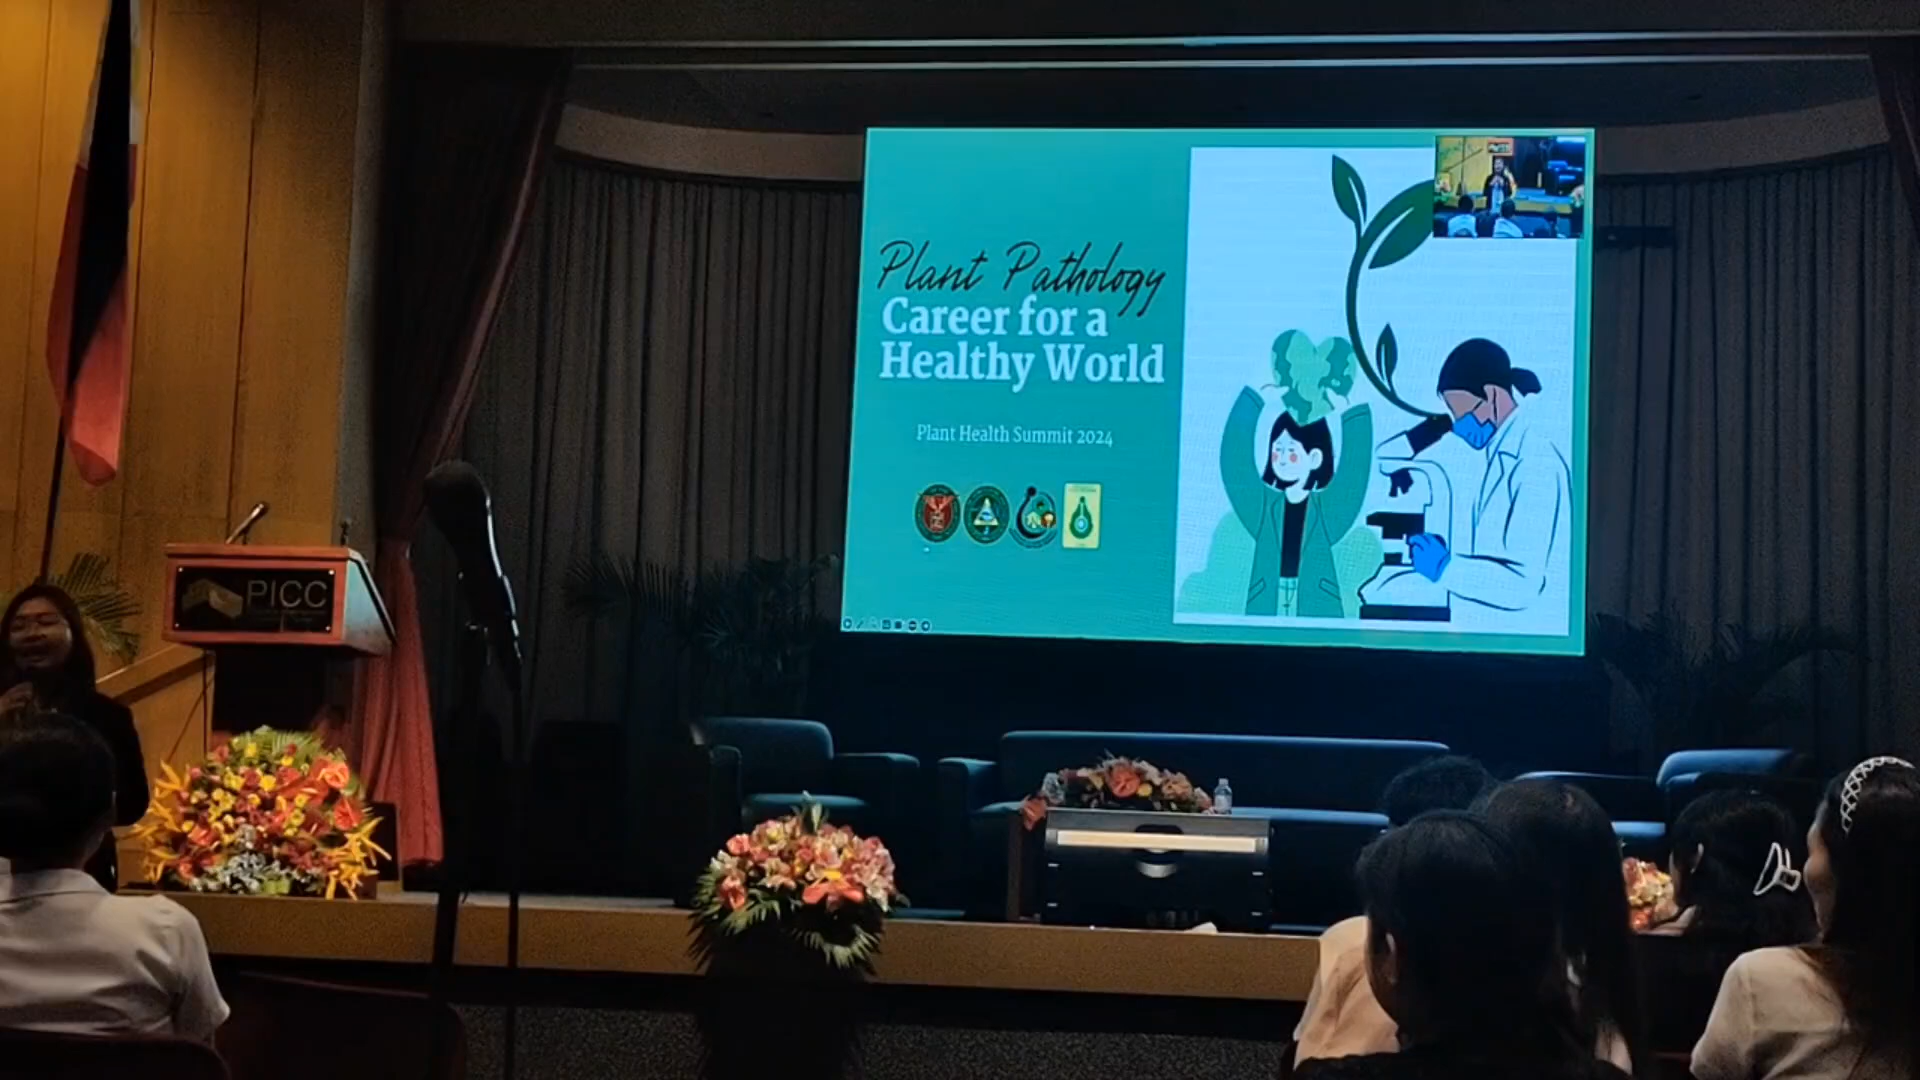 Plant Pathology
Career for a
Healthy World
Plant Health Summit 2024
PICC